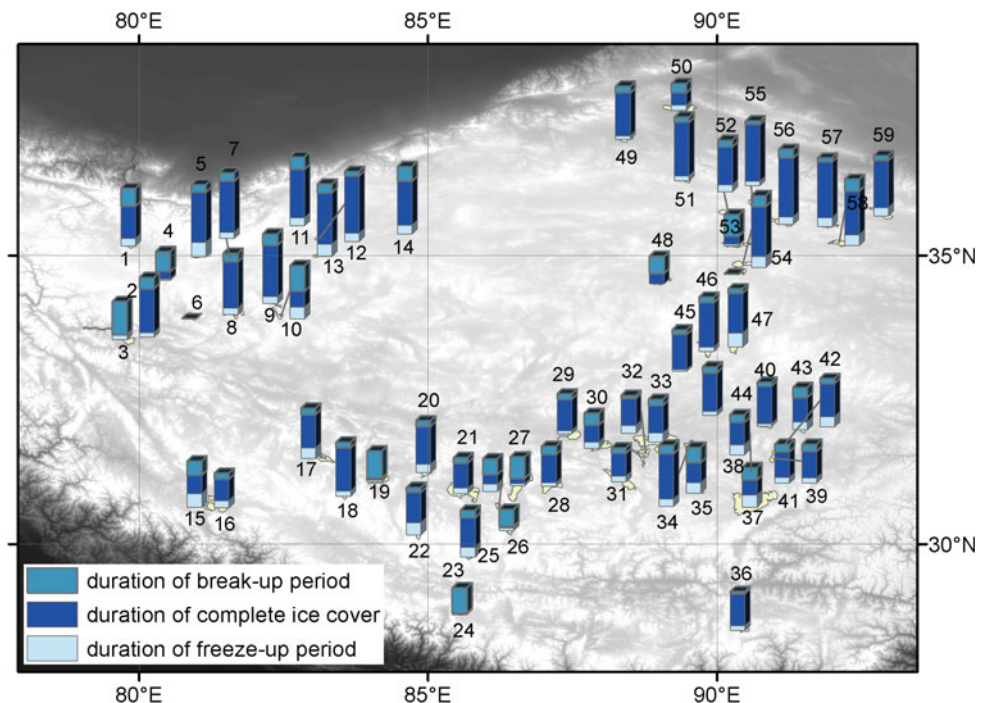 80°E 85°E 90°E
50
55
5 7 52 56 57 59
49
51
4 11 58
1 12 14 53
13 48 54
2 6 46
9
8 10 45 47
3
32 42
29 33 40 43
20 30 44
21 27
17 38
19 28 31 41 39
18 35
15 16 34 37
22 26
25
23 36
24
35°N
30°N
duration of break-up period
duration of complete ice cover
duration of freeze-up period
80°E 85°E 90°E